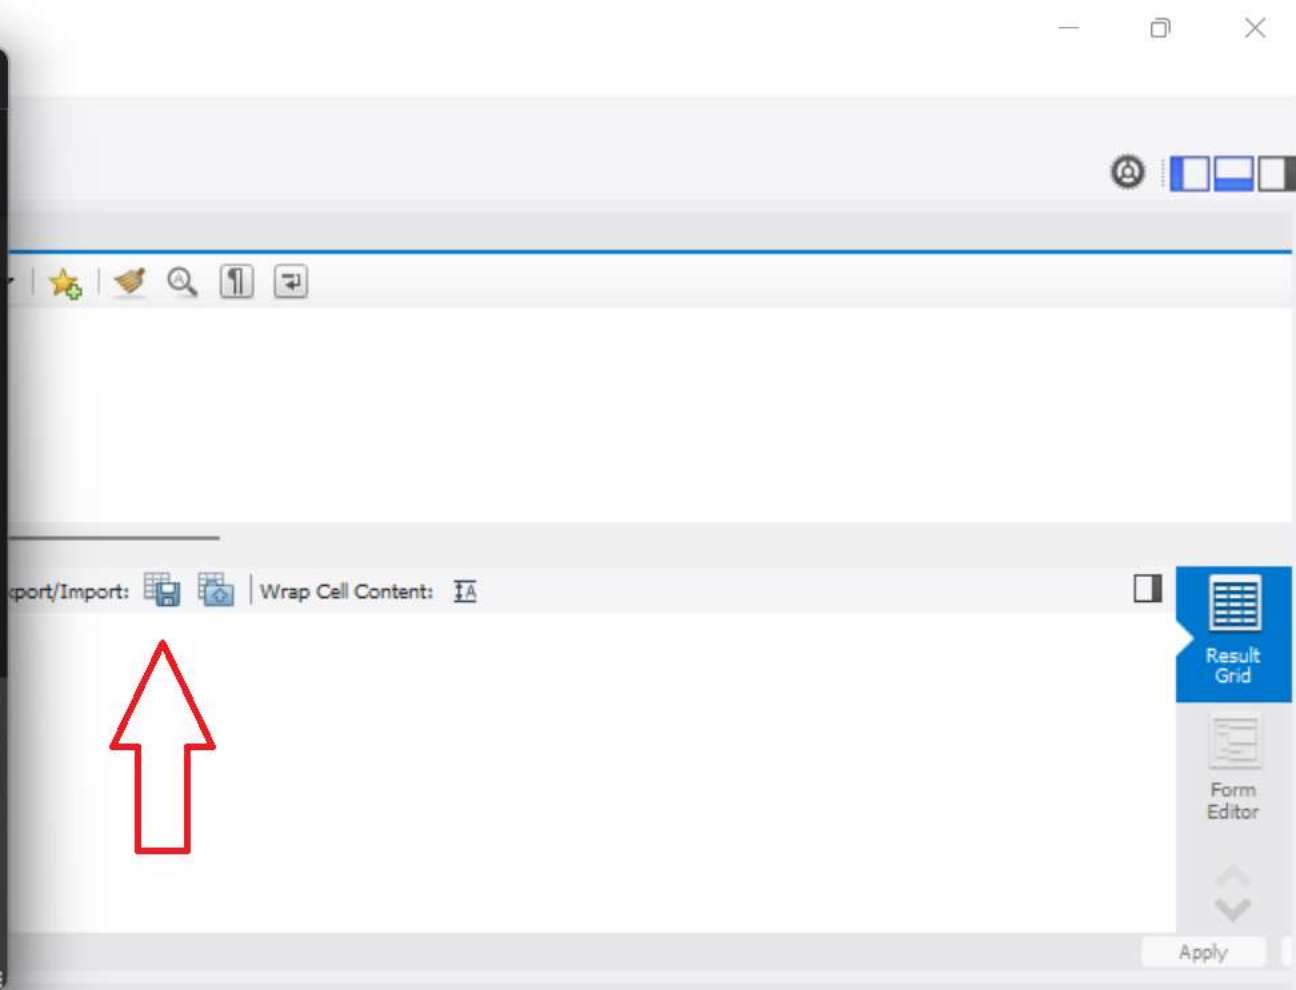 port/Import:
Wrap Cell Content:
Result
Grid
Form
Editor
Apply